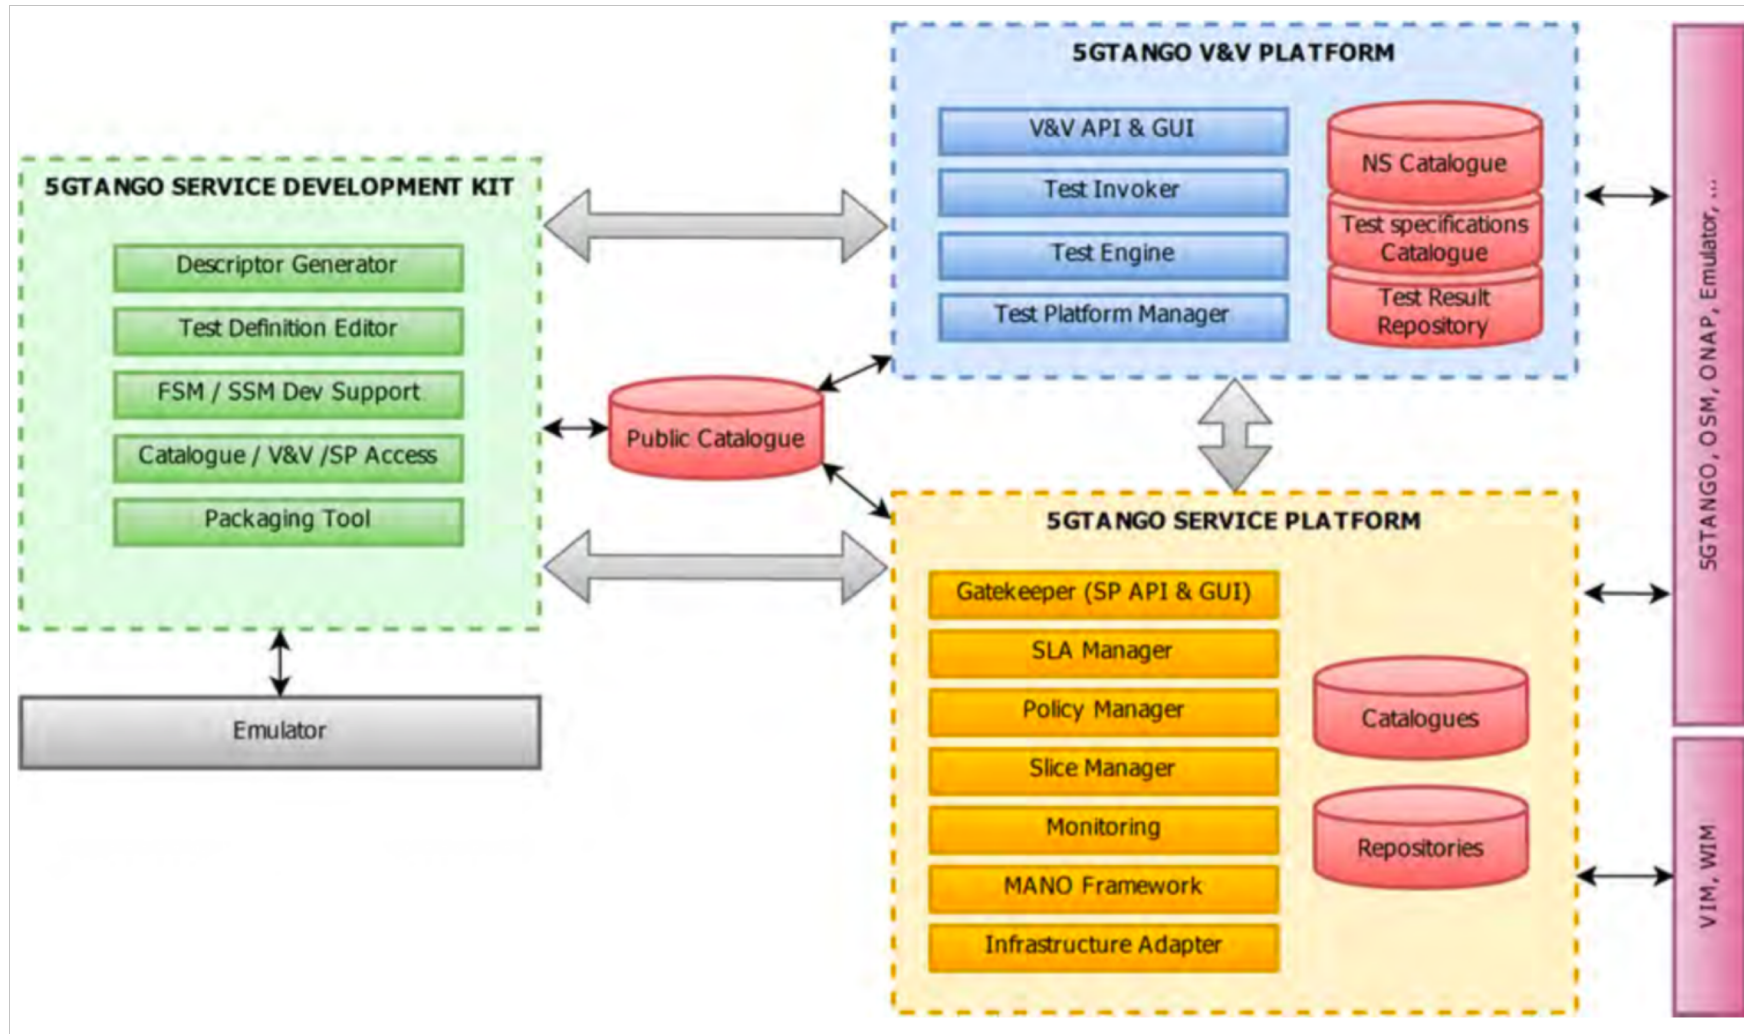 5GTANGO SERVICE DEVELOPMENT KIT
Descriptor Generator
Test Definition Editor
FSM / SSM Dev Support
Catalogue / V&V /SP Access
Packaging Tool
Emulator
Public Catalogue
5GTANGO V&V PLATFORM
V&V API & GUI
Test Invoker
Test Engine
Test Platform Manager
NS Catalogue
Test specifications
Catalogue
Test Result
Repository
5GTANGO SERVICE PLATFORM
Gatekeeper (SP API & GUI)
SLA Manager
Policy Manager
Slice Manager
Monitoring
MANO Framework
Infrastructure Adapter
Catalogues
Repositories
5GTANGO, OSM, ONAP, Emulator, ...
VIM, WIM